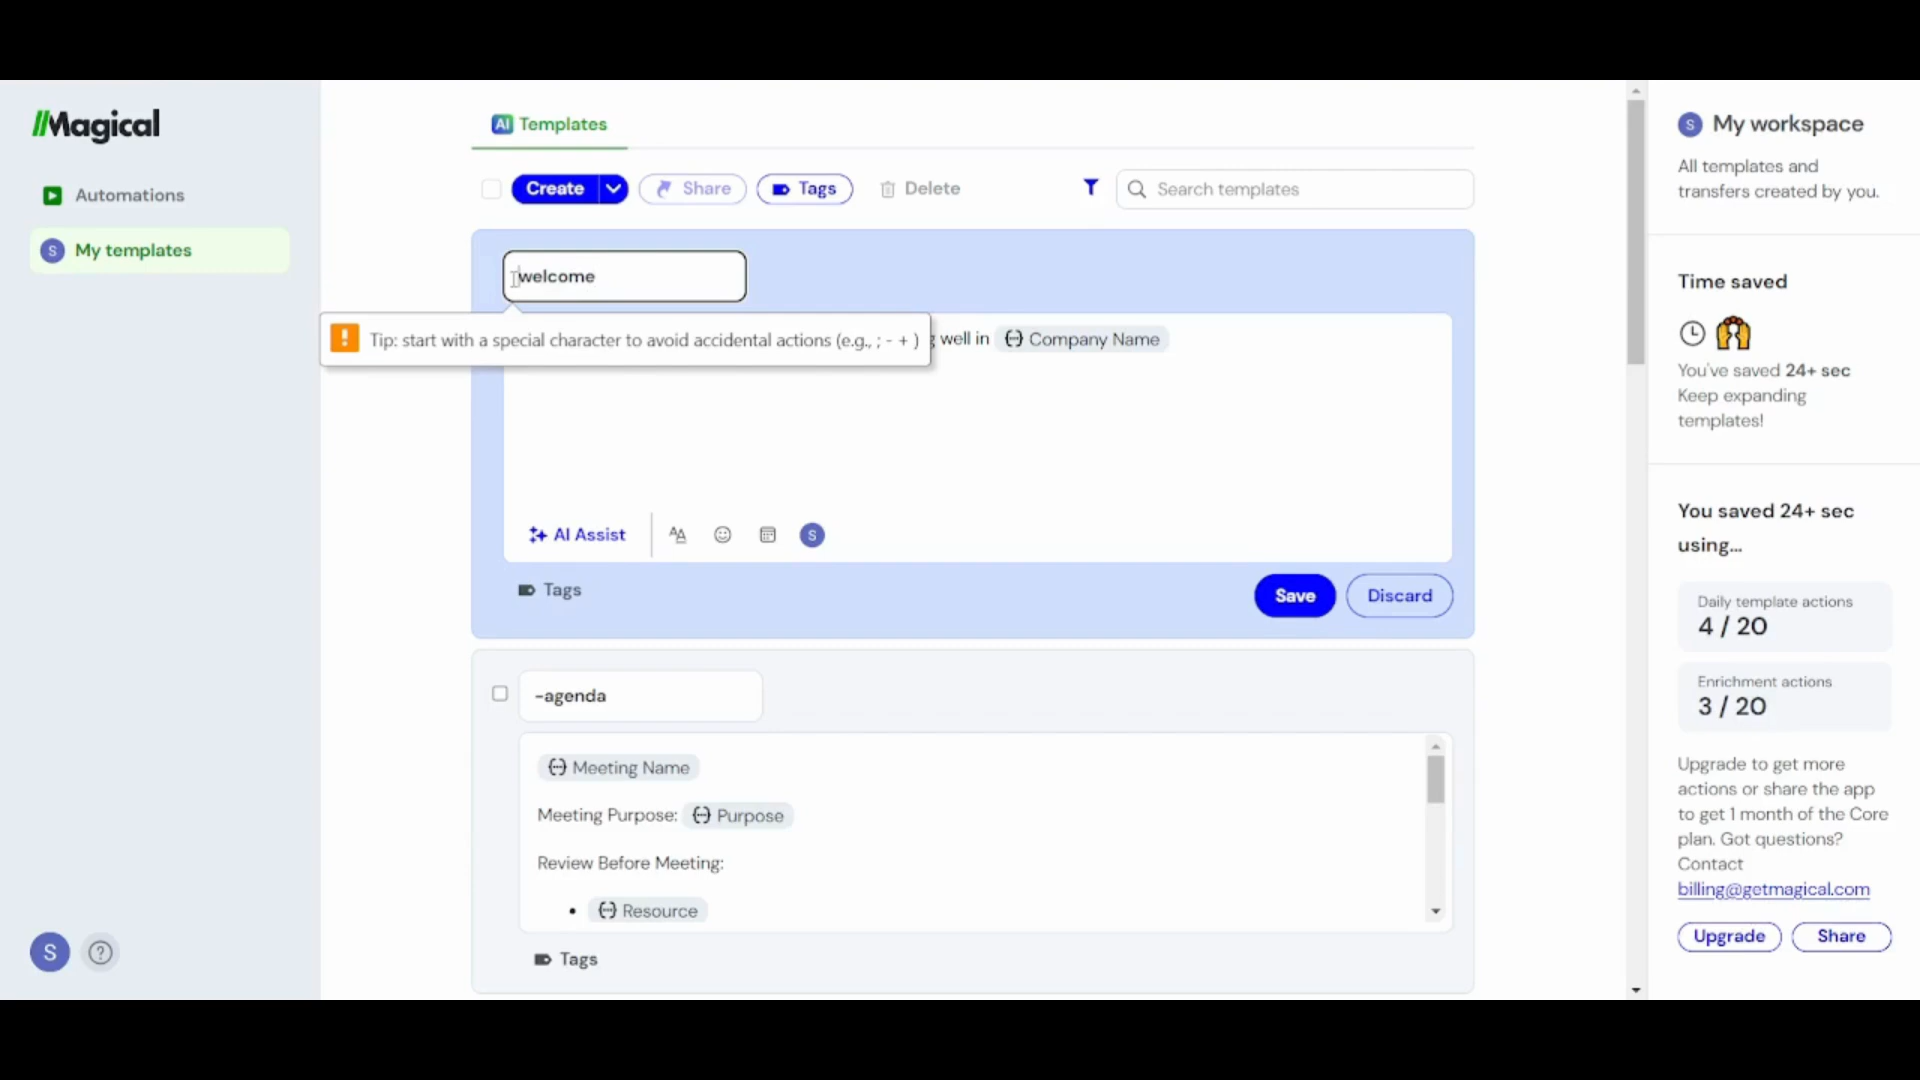 //Magical
Automations
S My templates
S ?
AI Templates
Create Share Tags Delete Search templates
welcome
! Tip: start with a special character to avoid accidental actions (e.g., ; - + ) well in Company Name
AI Assist S
Tags Save Discard
-agenda
Meeting Name
Meeting Purpose: Purpose
Review Before Meeting:
• Resource
Tags
S My workspace
All templates and
transfers created by you.
Time saved
You've saved 24+ sec
Keep expanding
templates!
You saved 24+ sec
using...
Daily template actions
4 / 20
Enrichment actions
3 / 20
Upgrade to get more
actions or share the app
to get 1 month of the Core
plan. Got questions?
Contact
billing@getmagical.com
Upgrade Share